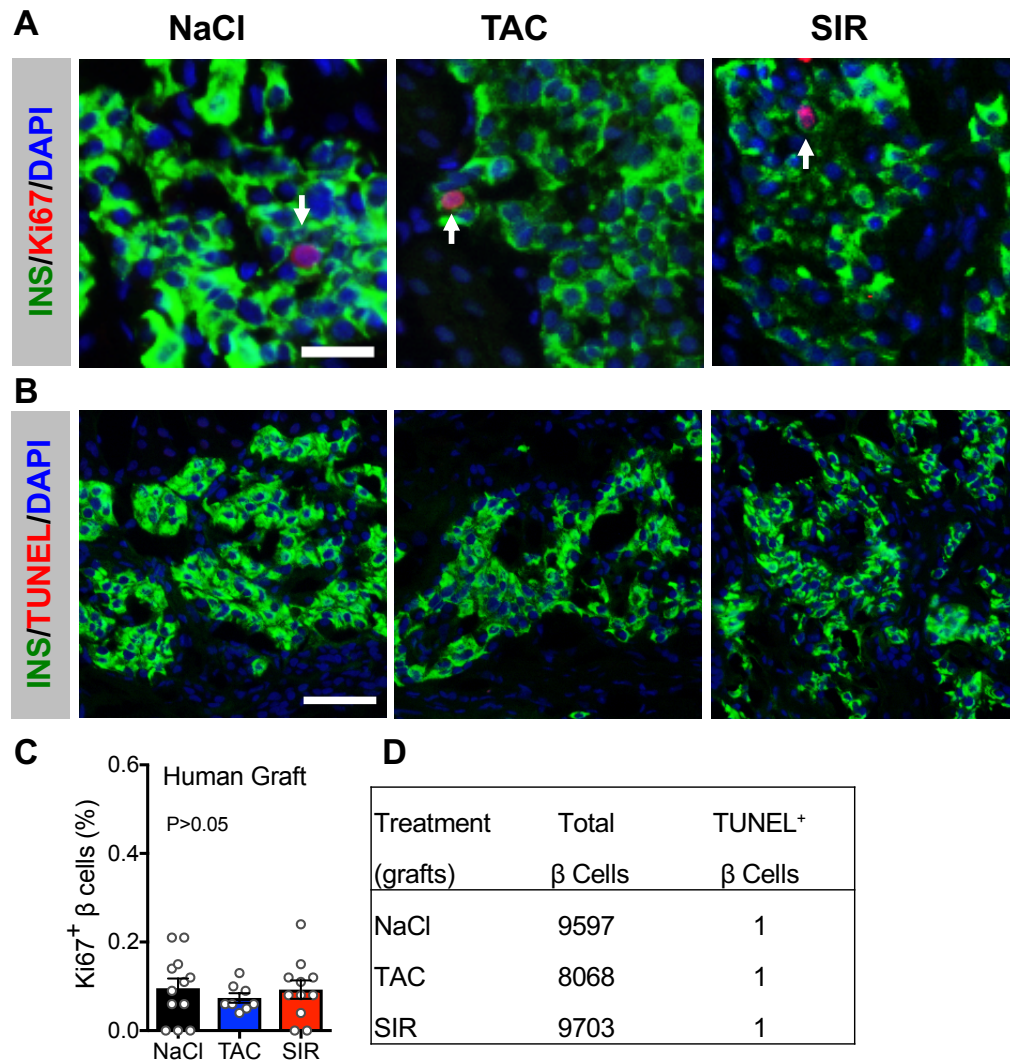 A
NaCl
TAC
SIR
INS/Ki67/DAPI
B
INS/TUNEL/DAPI
C
Human Graft
P>0.05
Ki67+ β cells (%)
0.6
0.4
0.2
0.0
NaCl TAC SIR
D
Treatment Total TUNEL+
(grafts) β Cells β Cells
NaCl 9597 1
TAC 8068 1
SIR 9703 1